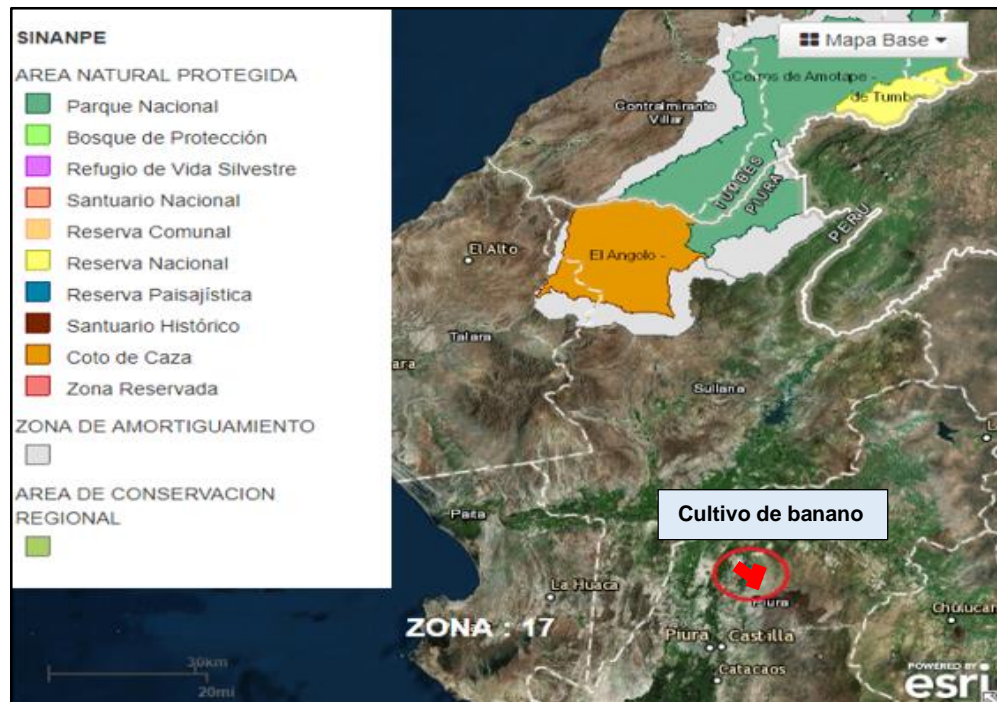 SINANPE
AREA NATURAL PROTEGIDA
Parque Nacional
Bosque de Protección
Refugio de Vida Silvestre
Santuario Nacional
Reserva Comunal
Reserva Nacional
Reserva Paisajística
Santuario Histórico
Coto de Caza
Zona Reservada
ZONA DE AMORTIGUAMIENTO
AREA DE CONSERVACION
REGIONAL
Mapa Base
Cerros de Amotape -
de Tumbes
Contralmirante
Villar
TUMBES
PIURA
PERU
El Alto
El Angolo -
Talara
ara
Sullana
Cultivo de banano
Paita
La Huaca
Piura
ZONA : 17
Piura
Castilla
Chulucan
Catacaos
30km
20mi
POWERED BY
esri